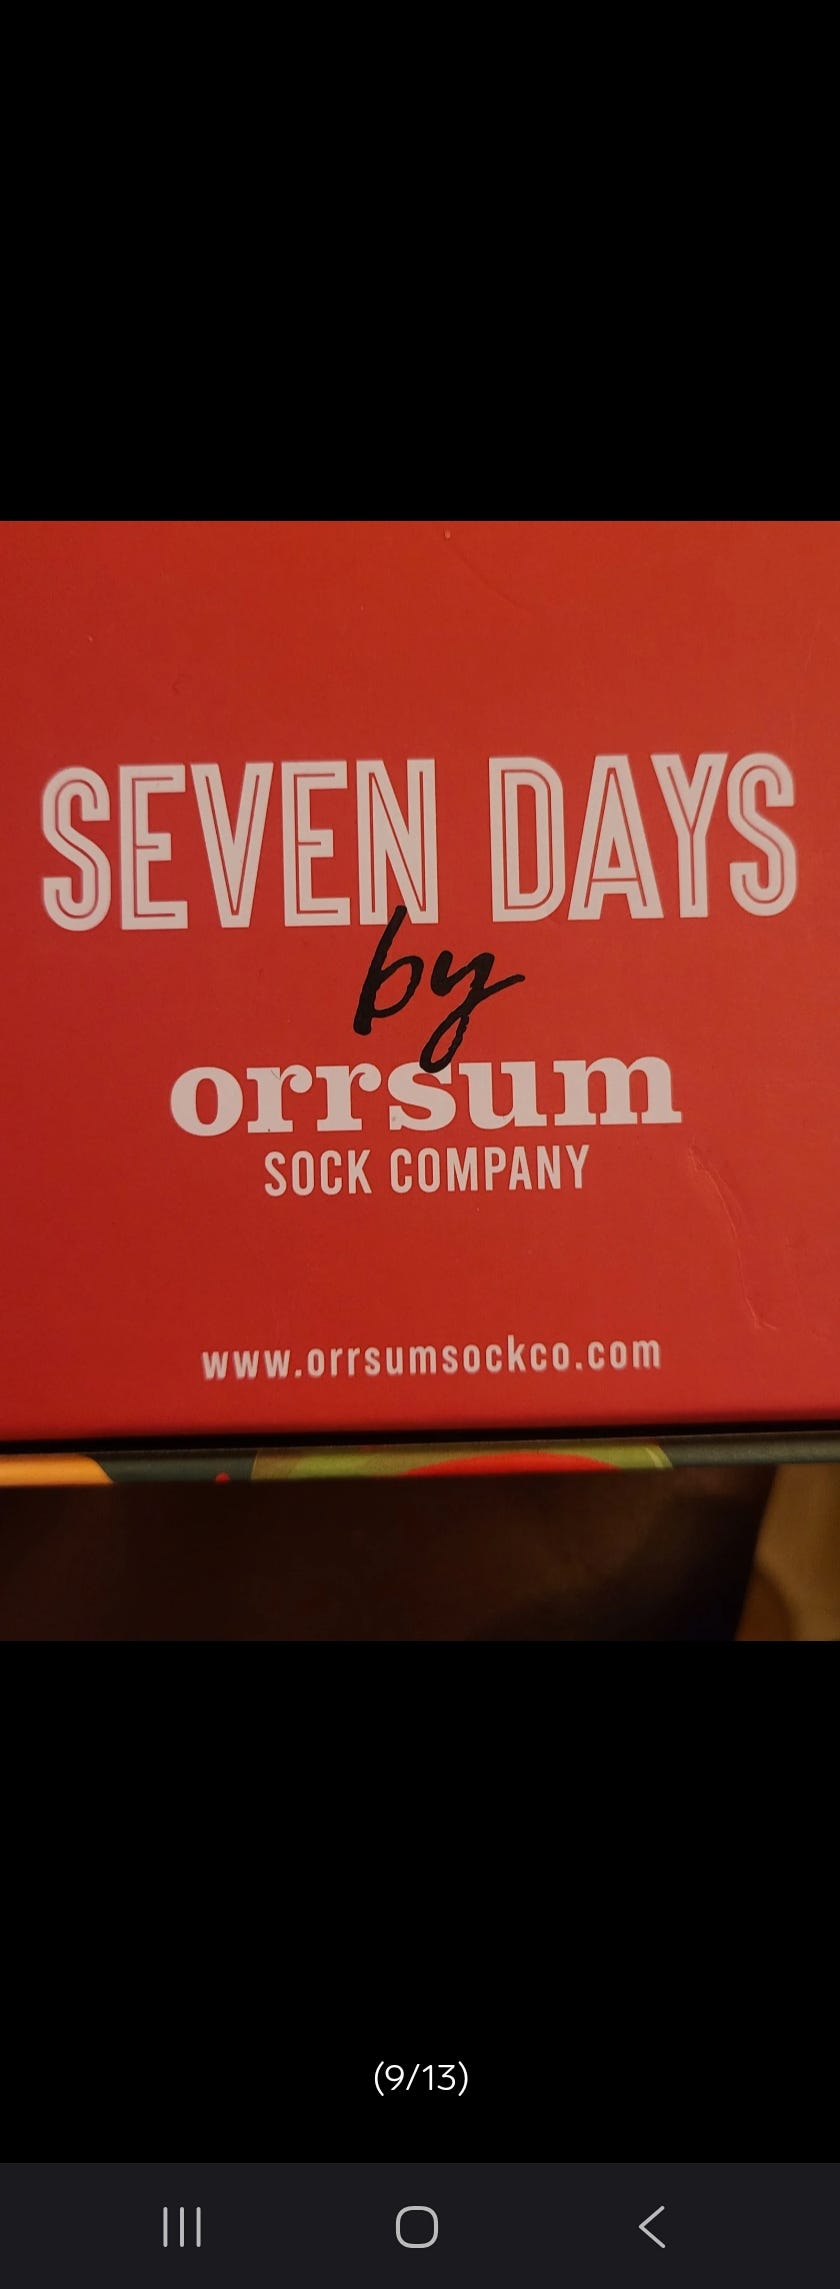 SEVEN DAYS
by
orrsum
SOCK COMPANY
www.orrsumsockco.com
(9/13)